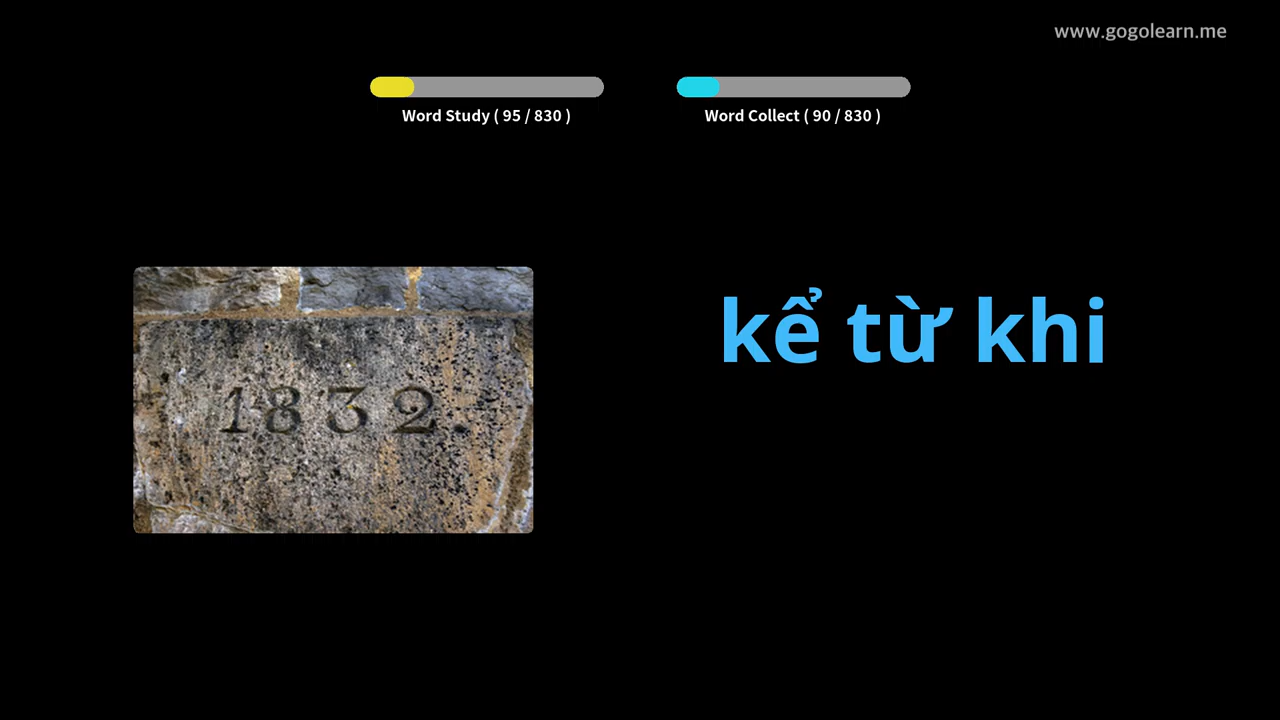 www.gogolearn.me
Word Study ( 95 / 830 )
Word Collect ( 90 / 830 )
1832.
kể từ khi